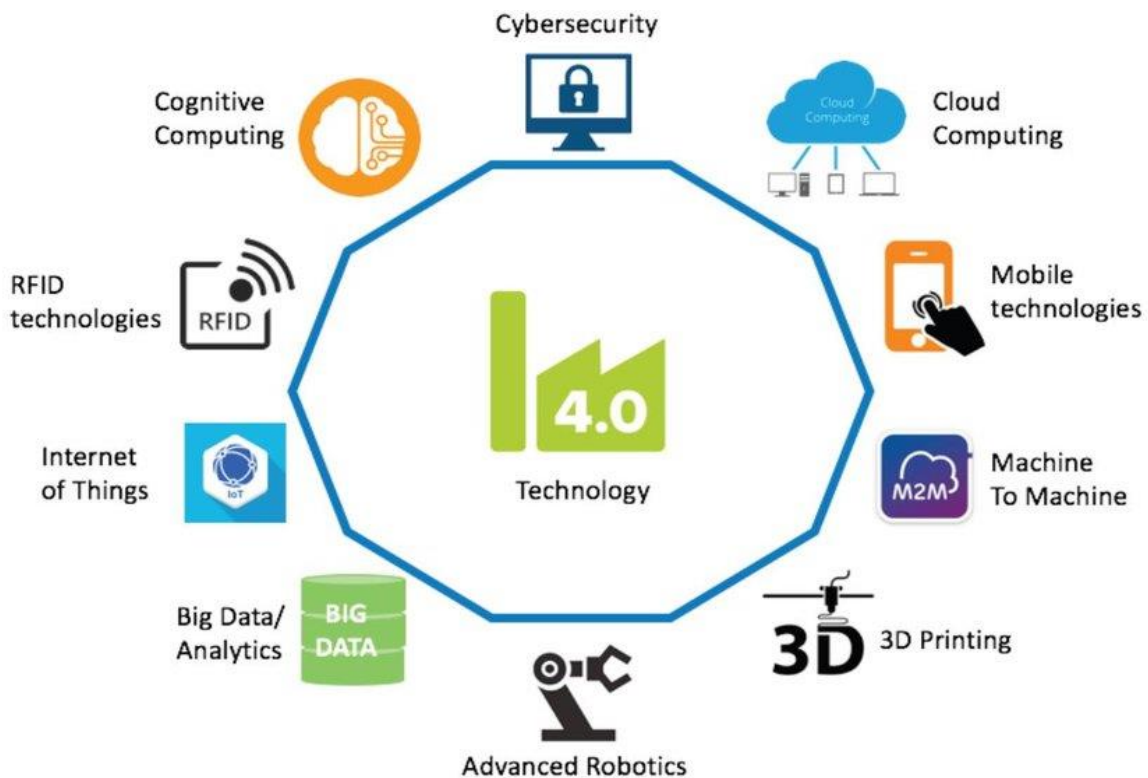 Cybersecurity
Cognitive
Computing
Cloud
Computing
Cloud
Computing
RFID
technologies
RFID
Mobile
technologies
4.0
Technology
Internet
of Things
IoT
M2M
Machine
To Machine
Big Data/
Analytics
BIG
DATA
3D
3D Printing
Advanced Robotics